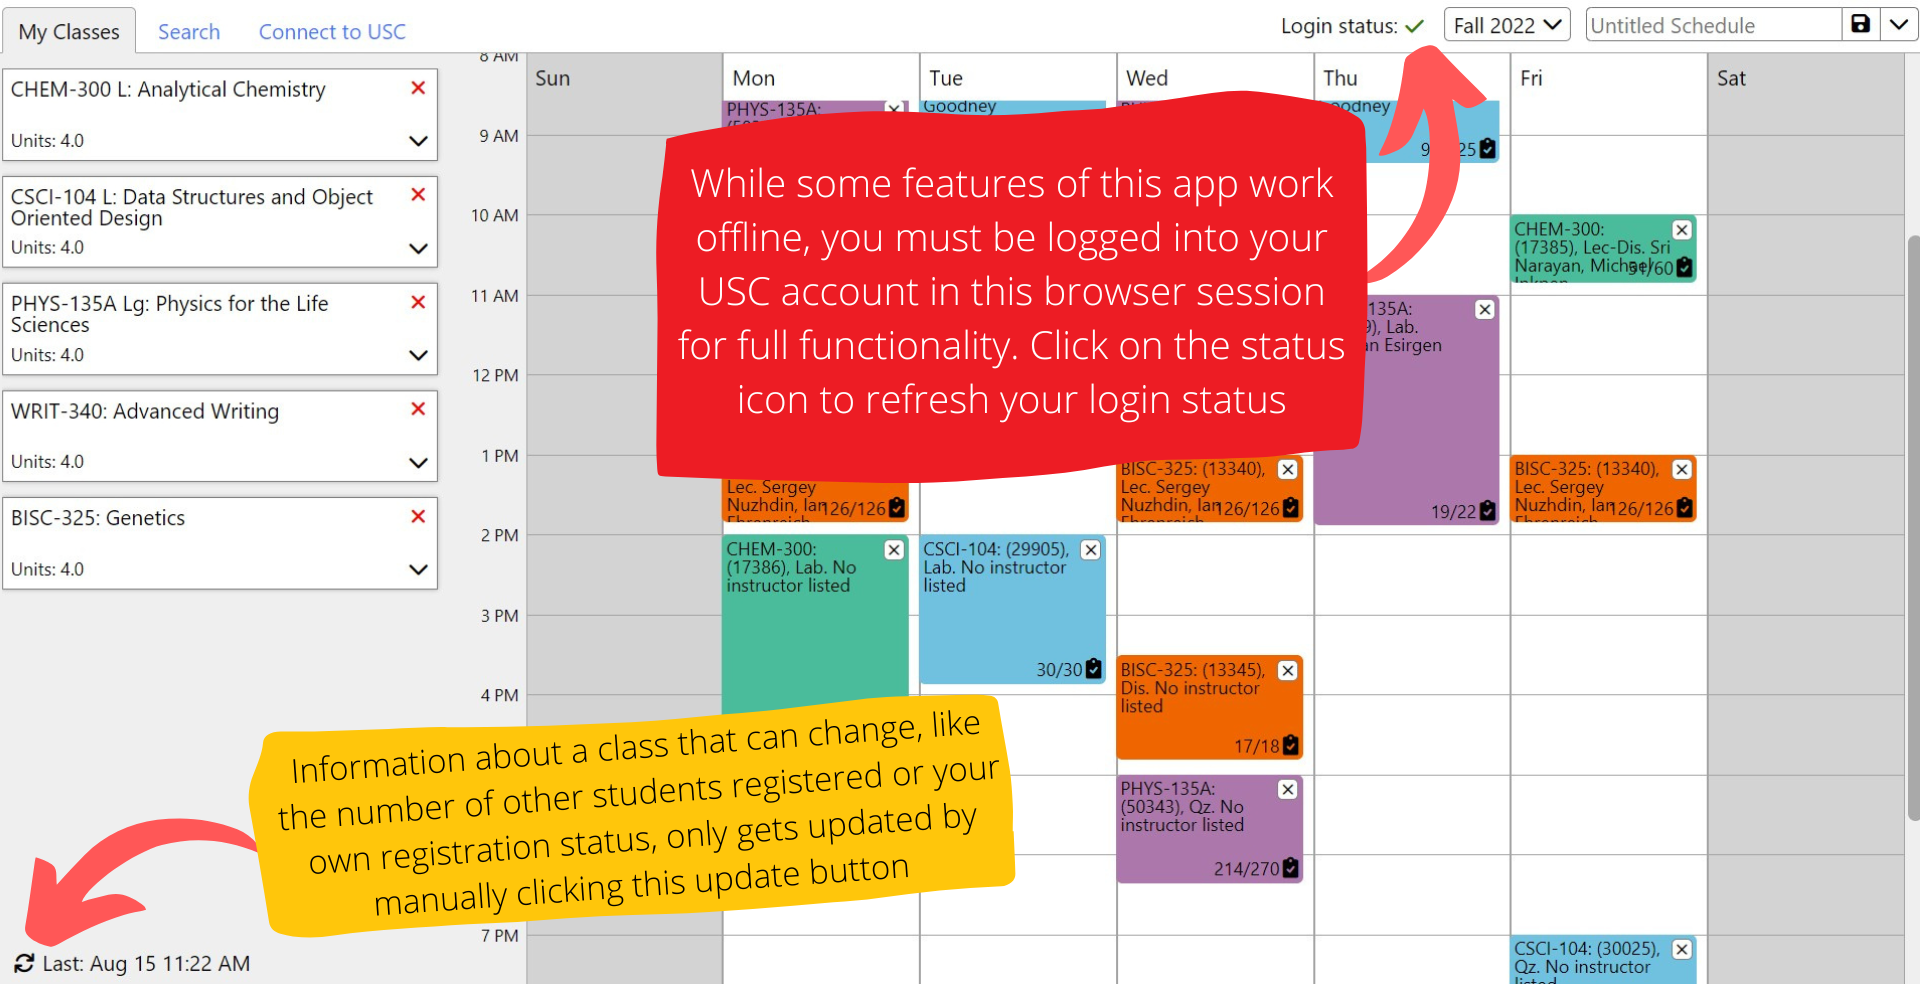 My Classes
Search
Connect to USC
Login status:
Fall 2022
Untitled Schedule
CHEM-300 L: Analytical Chemistry
Units: 4.0
CSCI-104 L: Data Structures and Object
Oriented Design
Units: 4.0
PHYS-135A Lg: Physics for the Life
Sciences
Units: 4.0
WRIT-340: Advanced Writing
Units: 4.0
BISC-325: Genetics
Units: 4.0
Last: Aug 15 11:22 AM
Sun
Mon
Tue
Wed
Thu
Fri
Sat
8 AM
9 AM
10 AM
11 AM
12 PM
1 PM
2 PM
3 PM
4 PM
7 PM
PHYS-135A:
Goodney
While some features of this app work
offline, you must be logged into your
USC account in this browser session
for full functionality. Click on the status
icon to refresh your login status
CHEM-300:
(17385), Lec-Dis. Sri
Narayan, Michael
51/60
135A:
), Lab.
an Esirgen
19/22
Lec. Sergey
Nuzhdin, Ian
126/126
Ehrenreich
BISC-325: (13340),
Lec. Sergey
Nuzhdin, Ian
126/126
Ehrenreich
BISC-325: (13340),
Lec. Sergey
Nuzhdin, Ian
126/126
Ehrenreich
CHEM-300:
(17386), Lab. No
instructor listed
CSCI-104: (29905),
Lab. No instructor
listed
30/30
BISC-325: (13345),
Dis. No instructor
listed
17/18
PHYS-135A:
(50343), Qz. No
instructor listed
214/270
CSCI-104: (30025),
Qz. No instructor
listed
Information about a class that can change, like
the number of other students registered or your
own registration status, only gets updated by
manually clicking this update button